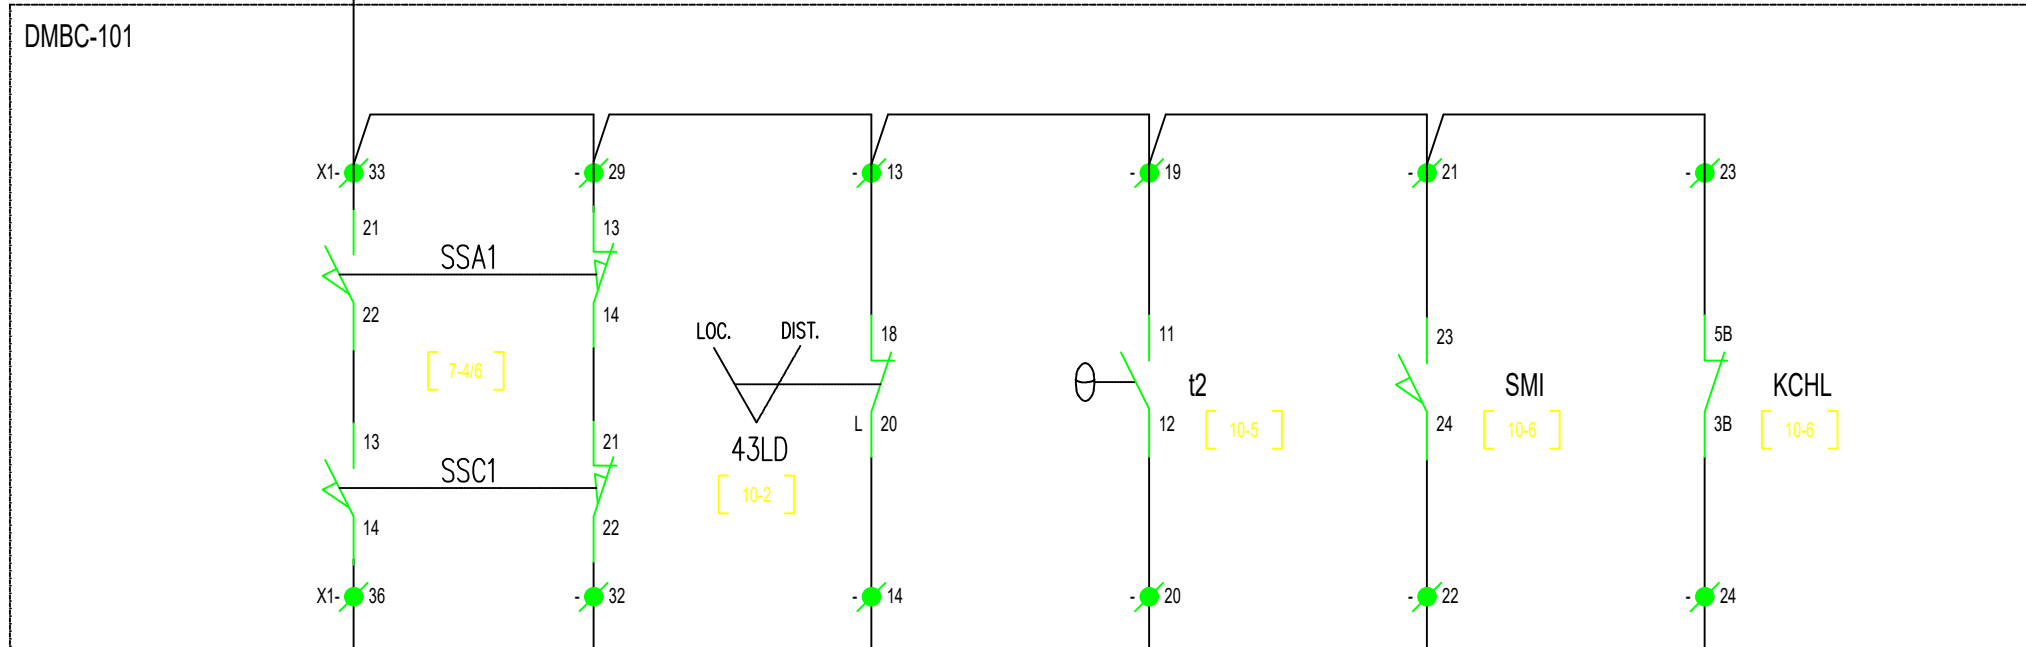 DMBC-101
X1- 33 - 29 - 13 - 19 - 21 - 23
21 13
SSA1
22 14
LOC. DIST. 18 11 23 5B
7-4/6
t2 SMI KCHL
L 20 12 24 3B
10-5 10-6 10-6
13 21 43LD
SSC1
10-2
14 22
X1- 36 - 32 - 14 - 20 - 22 - 24